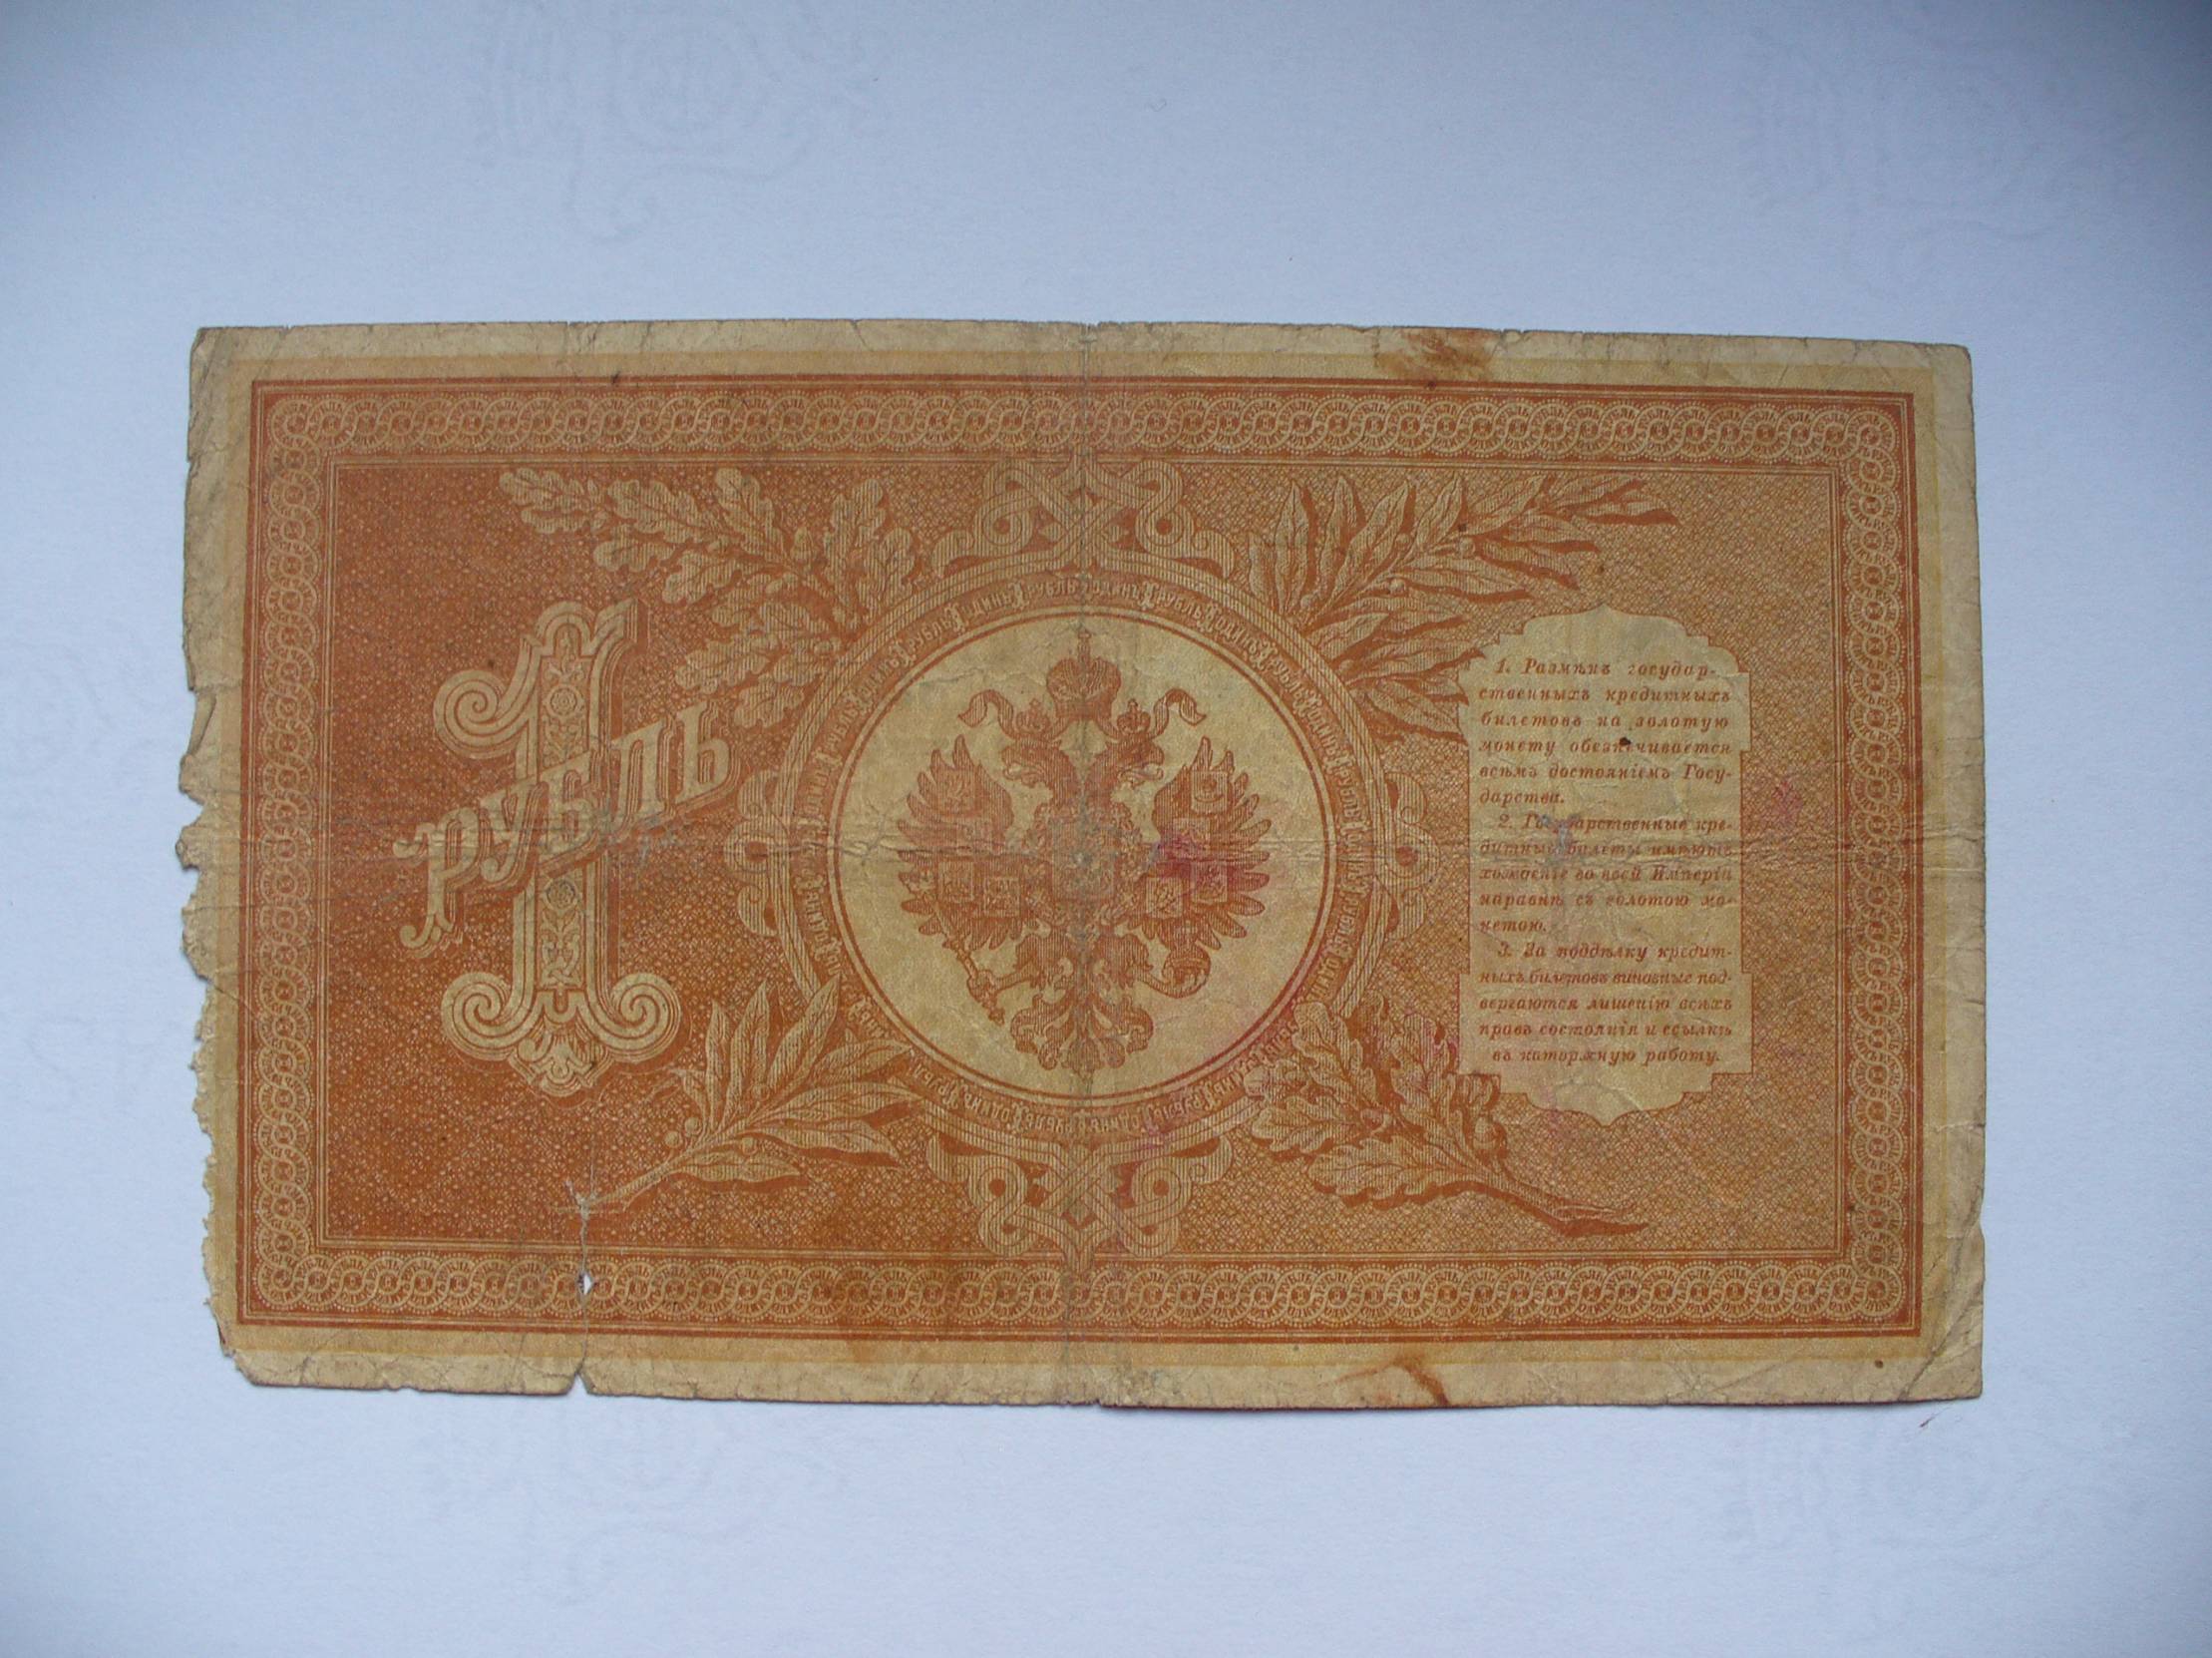 1
РУБЛЬ
1. Размѣнъ государ-
ственныхъ кредитныхъ
билетовъ на золотую
монету обезпечивается
всѣмъ достояніемъ Госу-
дарства.
2. Государственные кре-
дитные билеты имѣютъ
хожденіе во всей Имперіи
наравнѣ съ золотою мо-
нетою.
3. За поддѣлку кредит-
ныхъ билетовъ виновные под-
вергаются лишенію всѣхъ
правъ состоянія и ссылкѣ
въ каторжную работу.